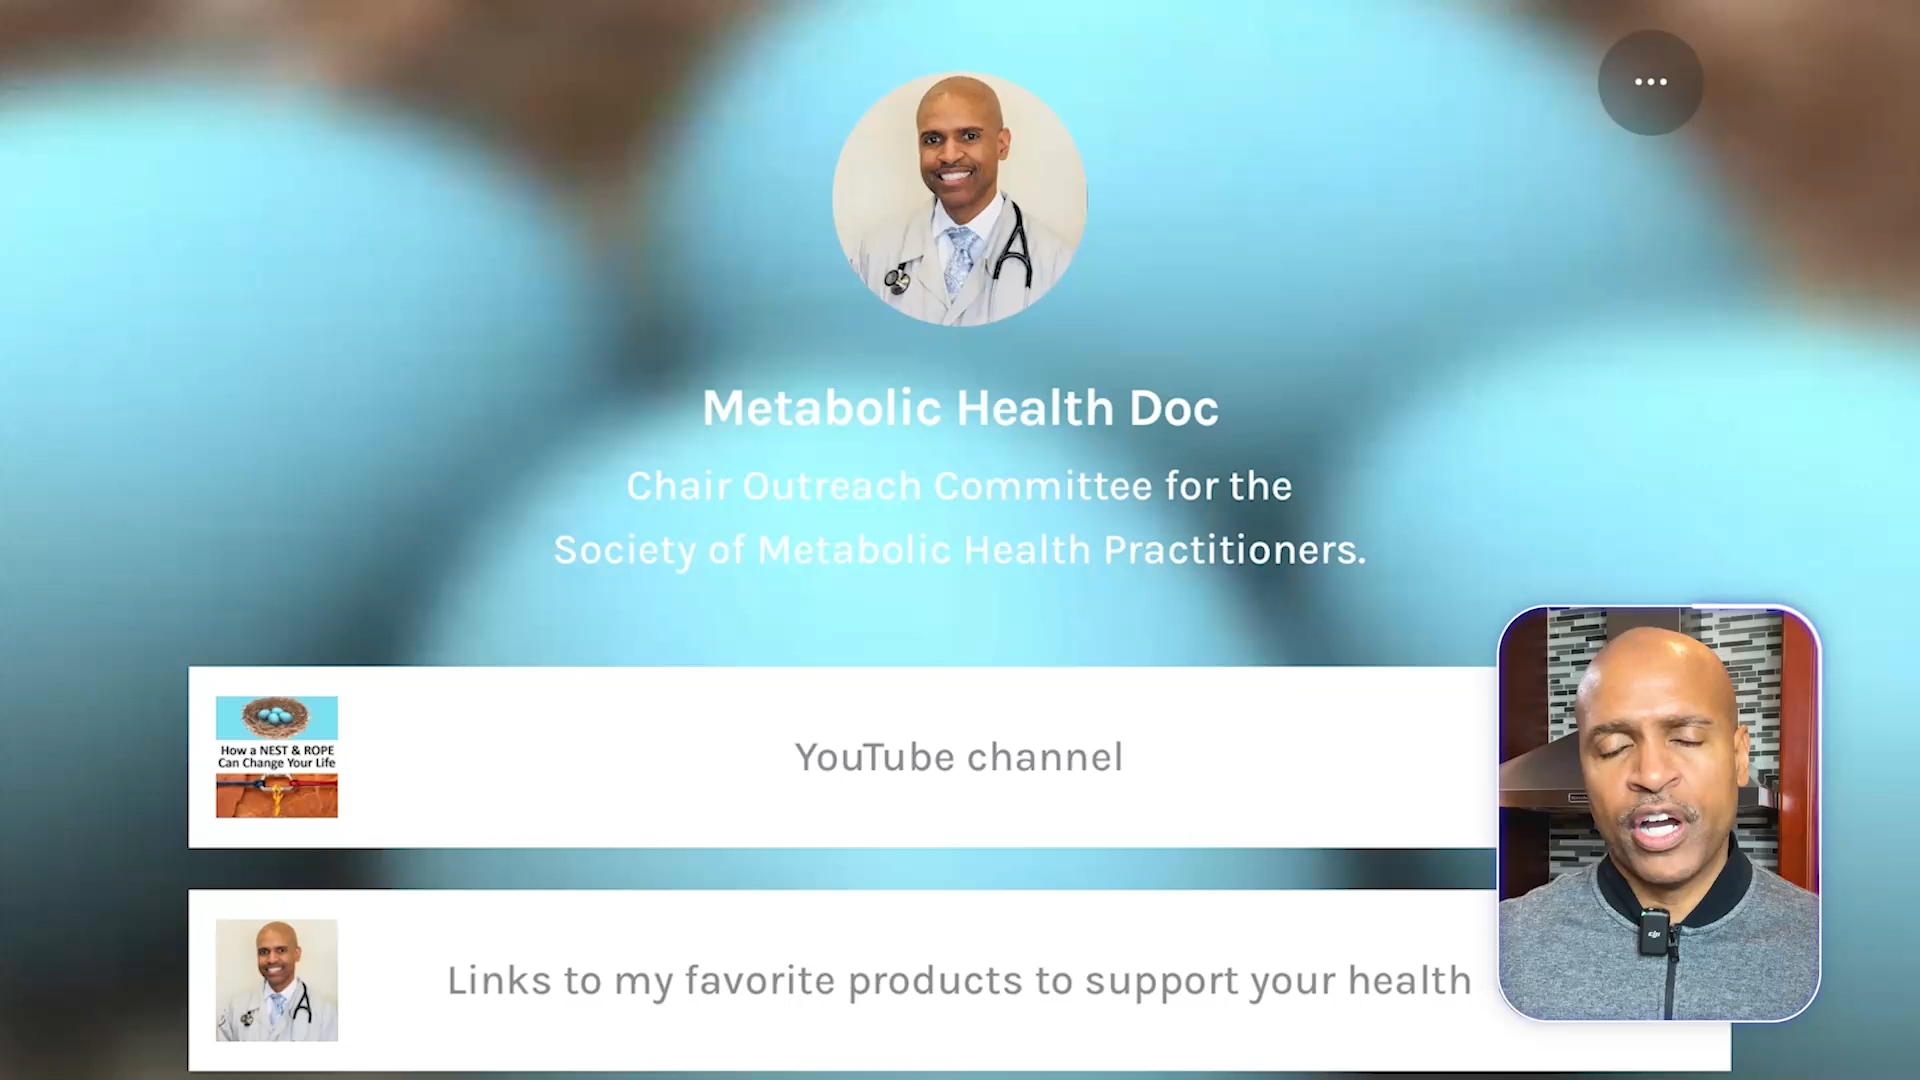 Metabolic Health Doc
Chair Outreach Committee for the
Society of Metabolic Health Practitioners.
How a NEST & ROPE
Can Change Your Life
YouTube channel
Links to my favorite products to support your health
dji